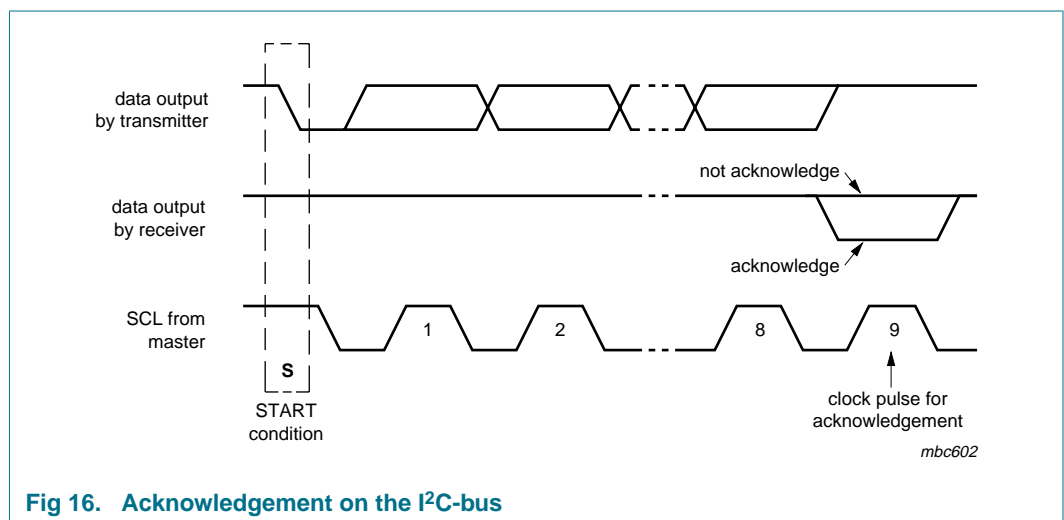 data output
by transmitter
not acknowledge
data output
by receiver
acknowledge
SCL from
master
1
2
8
9
S
START
condition
clock pulse for
acknowledgement
mbc602
Fig 16. Acknowledgement on the I²C-bus